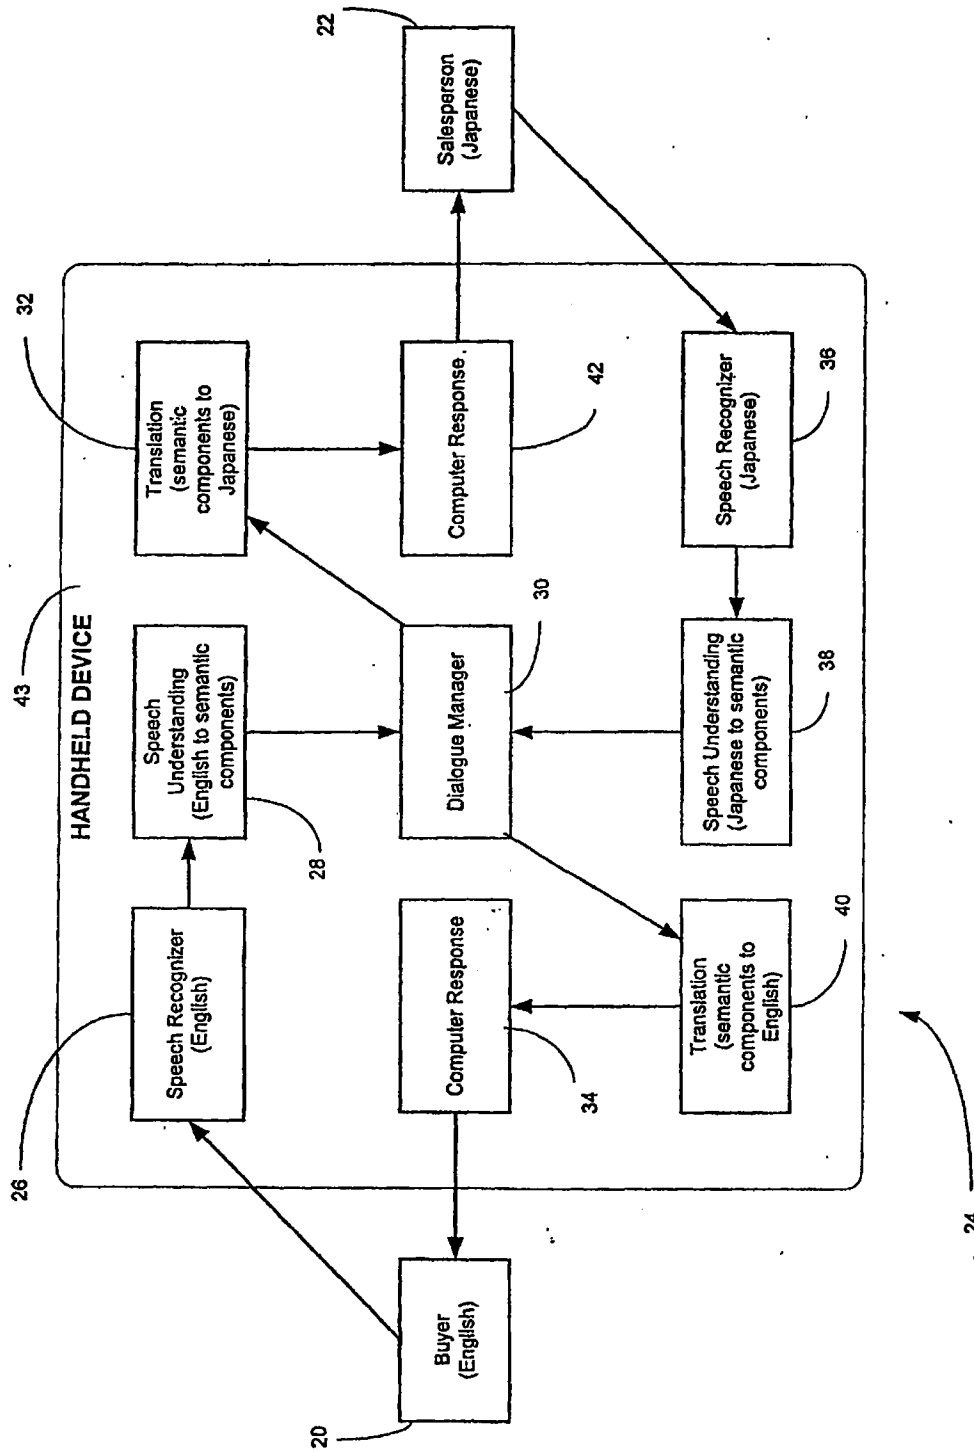 43
HANDHELD DEVICE
26
Speech Recognizer
(English)
Speech
Understanding
(English to semantic
components)
28
32
Translation
(semantic
components to
Japanese)
20
Buyer
(English)
Computer Response
34
Dialogue Manager
30
Computer Response
42
22
Salesperson
(Japanese)
Translation
(semantic
components to
English)
40
Speech Understanding
(Japanese to semantic
components)
38
Speech Recognizer
(Japanese)
36
24